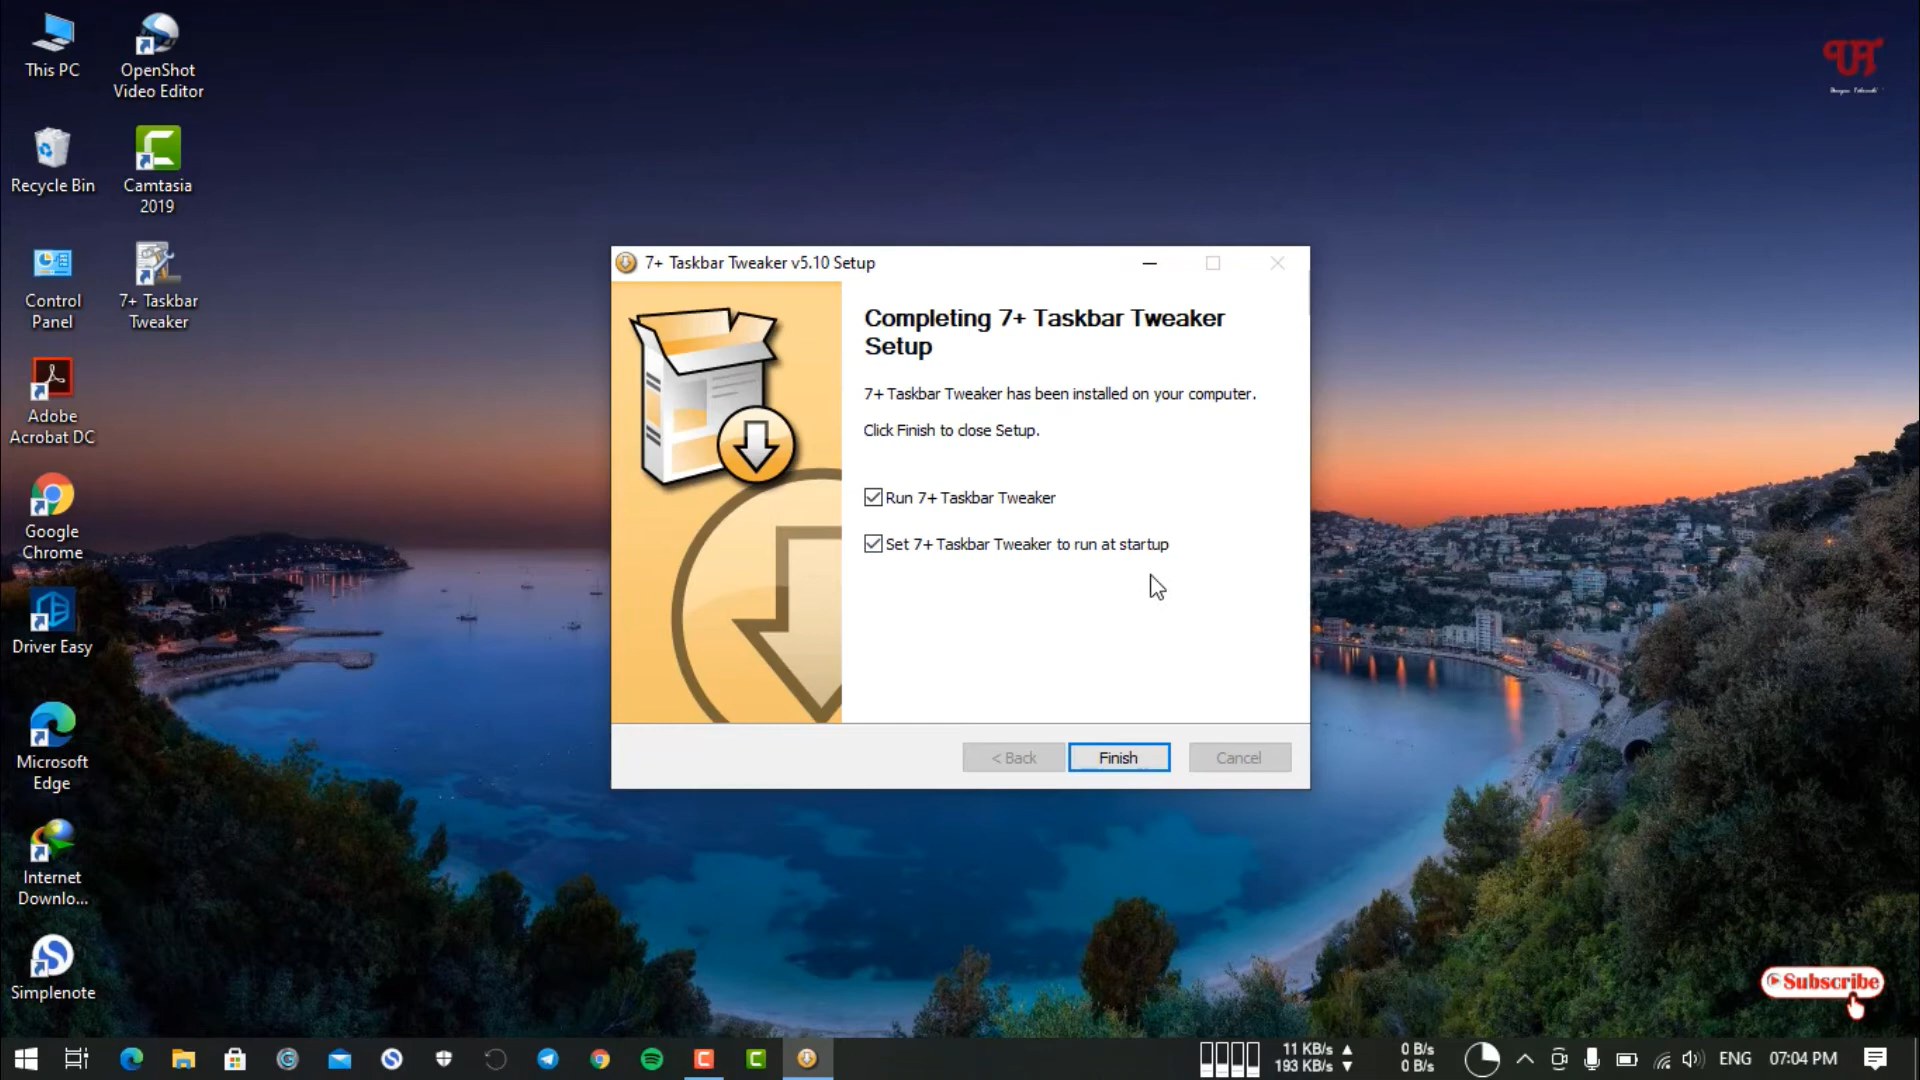 This PC
OpenShot
Video Editor
Recycle Bin
Camtasia
2019
Control
Panel
7+ Taskbar
Tweaker
Adobe
Acrobat DC
Google
Chrome
Driver Easy
Microsoft
Edge
Internet
Downlo...
Simplenote
7+ Taskbar Tweaker v5.10 Setup
Completing 7+ Taskbar Tweaker
Setup
7+ Taskbar Tweaker has been installed on your computer.
Click Finish to close Setup.
Run 7+ Taskbar Tweaker
Set 7+ Taskbar Tweaker to run at startup
< Back
Finish
Cancel
Subscribe
11 KB/s
193 KB/s
0 B/s
0 B/s
ENG
07:04 PM